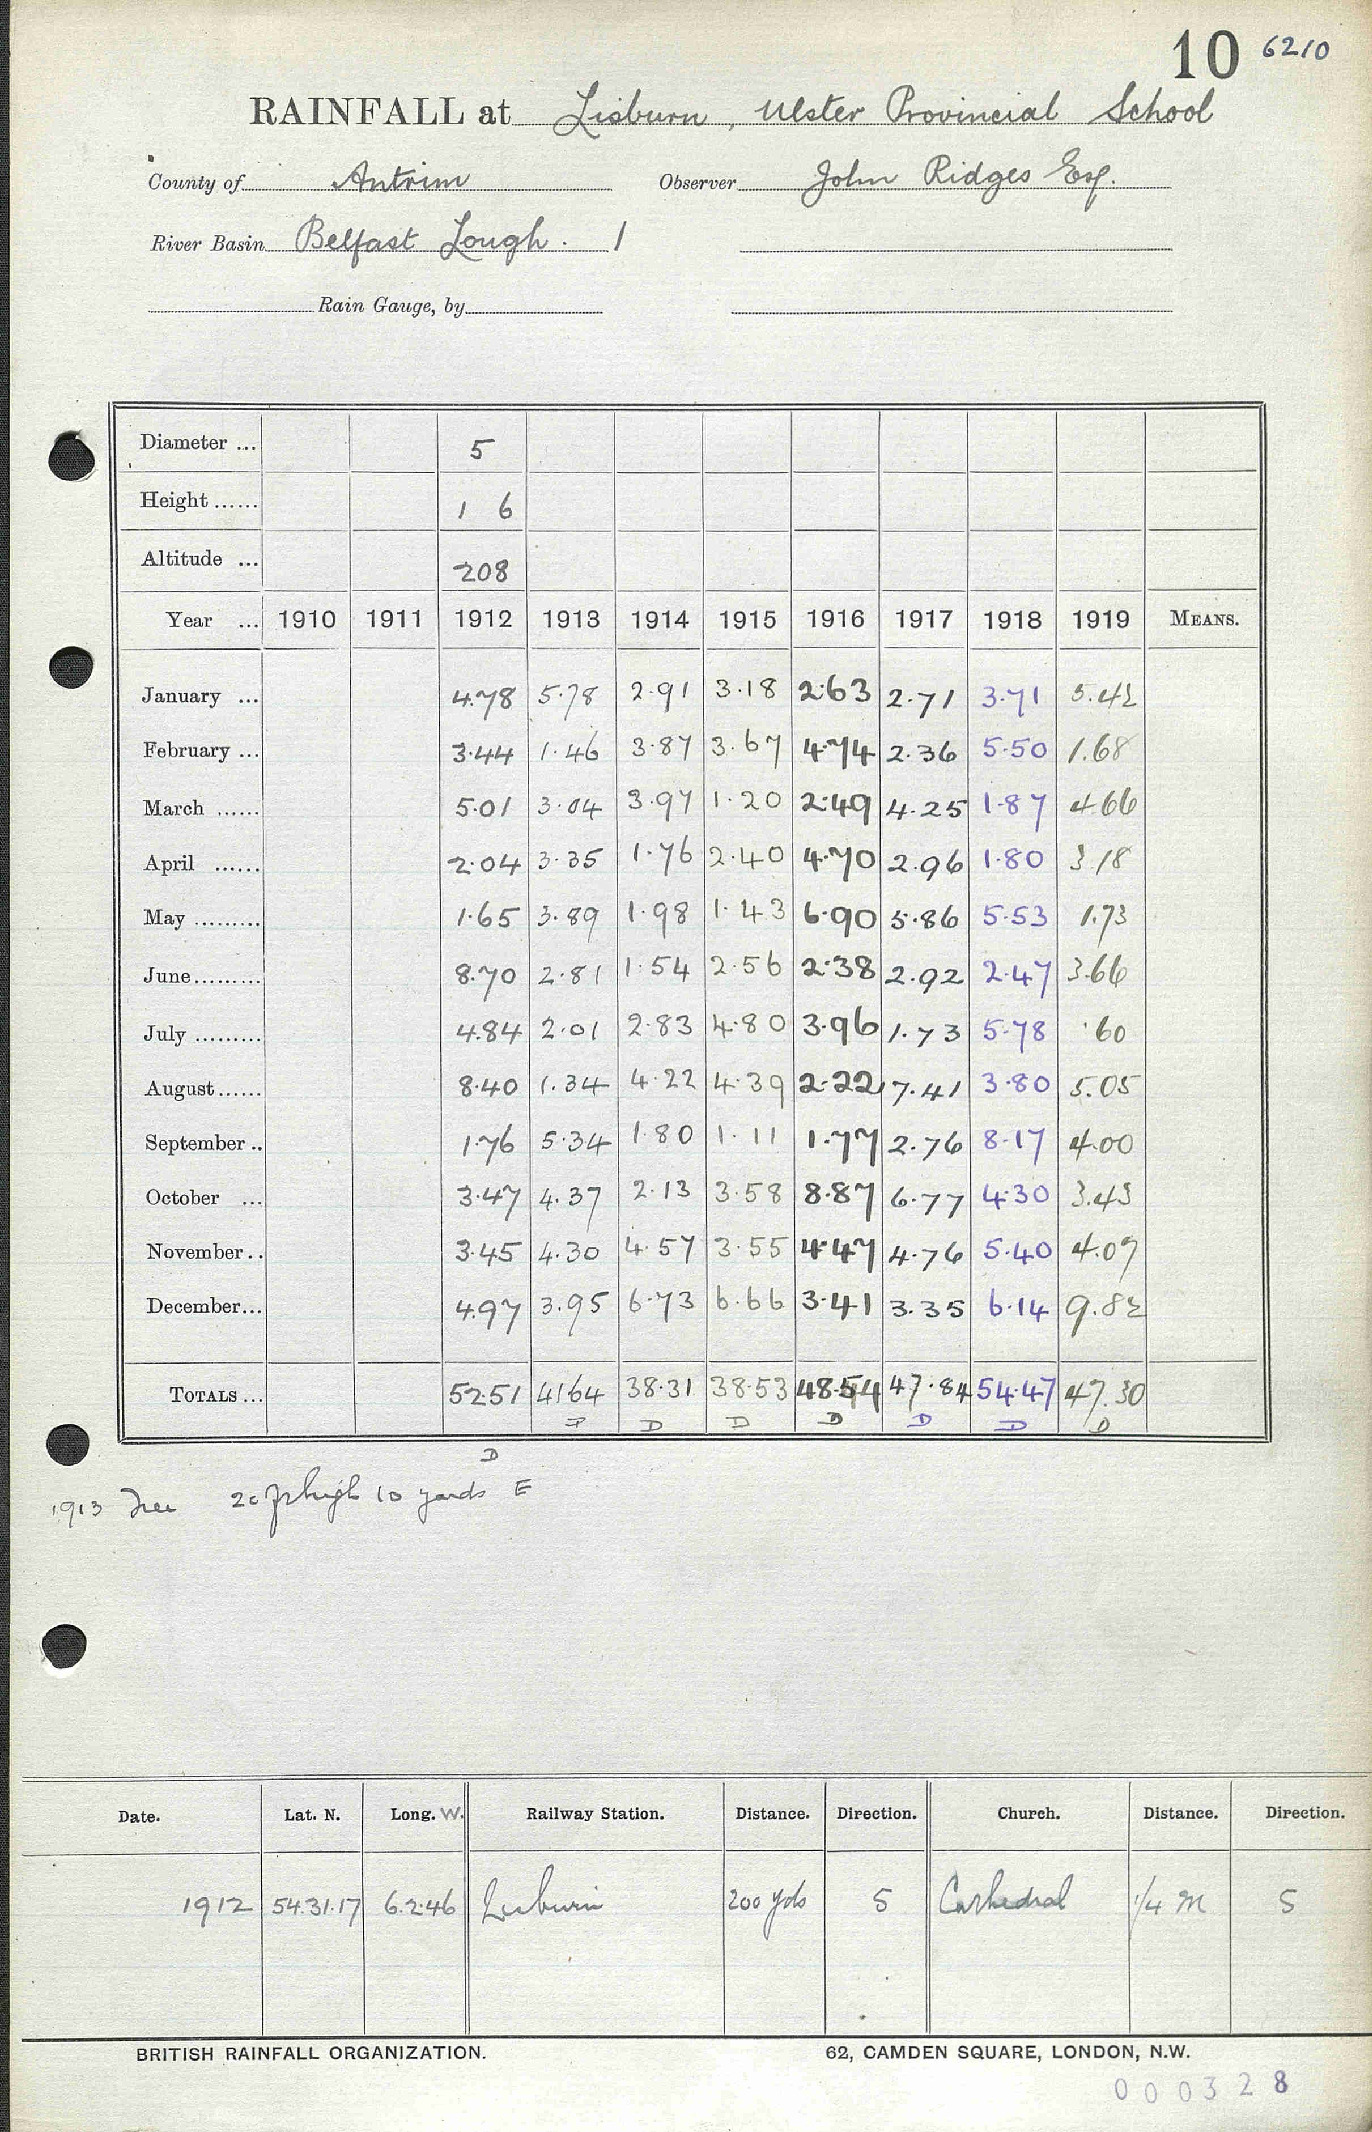 10 6210
RAINFALL at Lisburn, Ulster Provincial School
County of Antrim Observer John Ridges Esq.
River Basin Belfast Lough. 1
Rain Gauge, by
Diameter ... 5
Height ...... 1 6
Altitude ... 208
Year ... 1910 1911 1912 1913 1914 1915 1916 1917 1918 1919 MEANS.
January ... 4.78 5.78 2.91 3.18 2.63 2.71 3.71 5.42
February ... 3.44 1.46 3.87 3.67 4.74 2.36 5.50 1.68
March ...... 5.01 3.04 3.97 1.20 2.49 4.25 1.87 4.66
April ...... 2.04 3.35 1.76 2.40 4.70 2.96 1.80 3.18
May ......... 1.65 3.89 1.98 1.43 6.90 5.86 5.53 1.73
June......... 8.70 2.81 1.54 2.56 2.38 2.92 2.47 3.66
July ......... 4.84 2.01 2.83 4.80 3.96 1.73 5.78 .60
August...... 8.40 1.34 4.22 4.39 2.22 7.41 3.80 5.05
September .. 1.76 5.34 1.80 1.11 1.77 2.76 8.17 4.00
October ... 3.47 4.37 2.13 3.58 8.87 6.77 4.30 3.43
November .. 3.45 4.30 4.57 3.55 4.47 4.76 5.40 4.07
December... 4.97 3.95 6.73 6.66 3.41 3.35 6.14 9.82
TOTALS ... 52.51 41.64 38.31 38.53 48.54 47.84 54.47 47.30
D D D D D D D
D
1913 Tree 20 ft high 10 yards E
Date. Lat. N. Long. W. Railway Station. Distance. Direction. Church. Distance. Direction.
1912 54.31.17 6.2.46 Lisburn 200 yds S Cathedral 1/4 M S
BRITISH RAINFALL ORGANIZATION. 62, CAMDEN SQUARE, LONDON, N.W.
000328